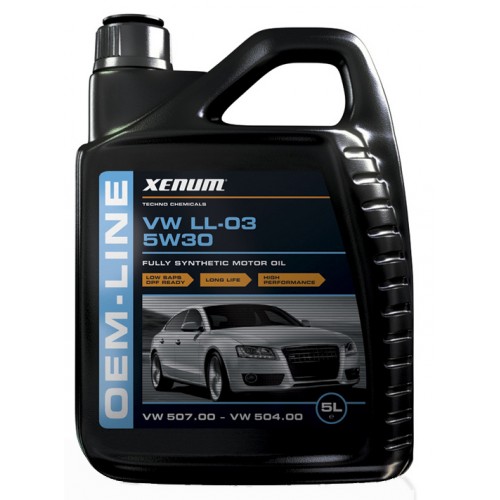 XENUM
TECHNO CHEMICALS
VW LL-03
5W30
FULLY SYNTHETIC MOTOR OIL
LOW SAPS
DPF READY
LONG LIFE
HIGH
PERFORMANCE
OEM-LINE
VW 507.00 - VW 504.00
5L
e